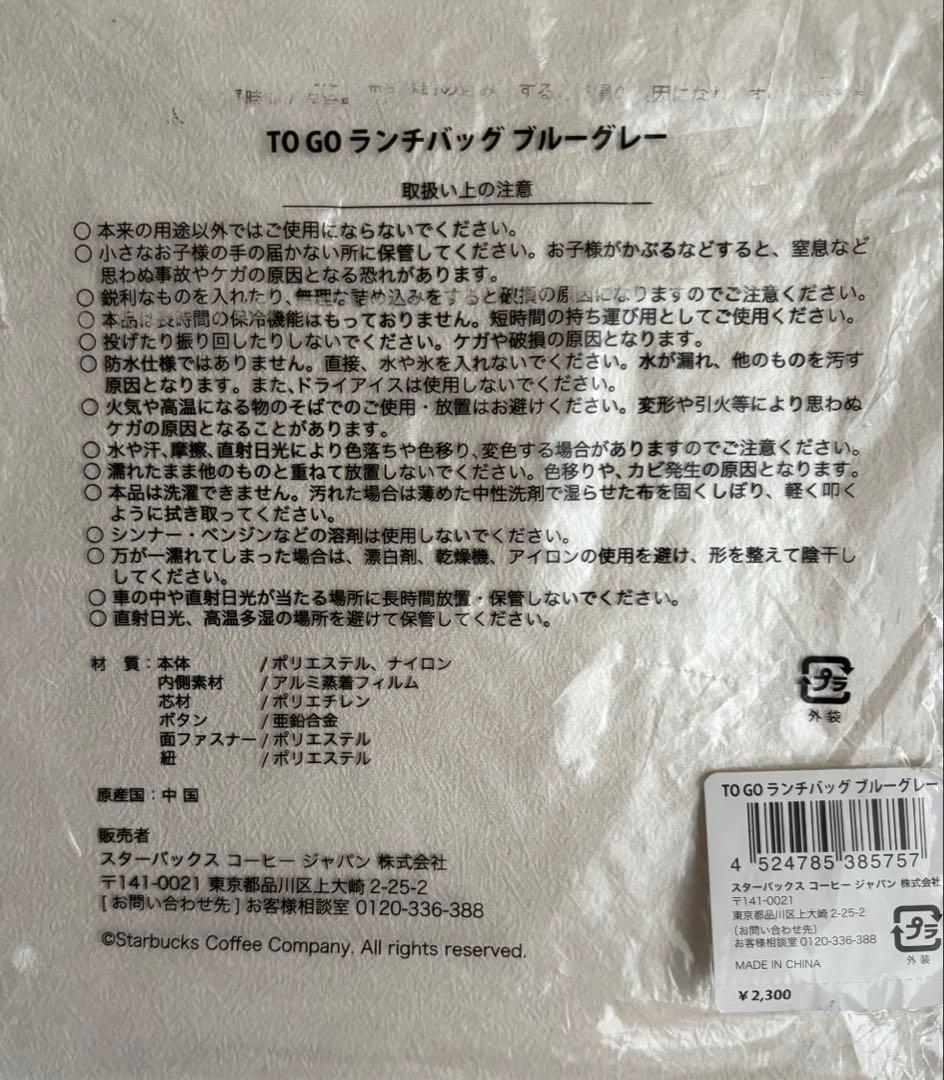 TO GO ランチバッグ ブルーグレー
取扱い上の注意
○ 本来の用途以外ではご使用にならないでください。
○ 小さなお子様の手の届かない所に保管してください。お子様がかぶるなどすると、窒息など
思わぬ事故やケガの原因となる恐れがあります。
○ 鋭利なものを入れたり、無理な詰め込みをすると破損の原因になりますのでご注意ください。
○ 本品は長時間の保冷機能はもっておりません。短時間の持ち運び用としてご使用ください。
○ 投げたり振り回したりしないでください。ケガや破損の原因となります。
○ 防水仕様ではありません。直接、水や氷を入れないでください。水が漏れ、他のものを汚す
原因となります。また、ドライアイスは使用しないでください。
○ 火気や高温になる物のそばでのご使用・放置はお避けください。変形や引火等により思わぬ
ケガの原因となることがあります。
○ 水や汗、摩擦、直射日光により色落ちや色移り、変色する場合がありますのでご注意ください。
○ 濡れたまま他のものと重ねて放置しないでください。色移りや、カビ発生の原因となります。
○ 本品は洗濯できません。汚れた場合は薄めた中性洗剤で湿らせた布を固くしぼり、軽く叩く
ように拭き取ってください。
○ シンナー・ベンジンなどの溶剤は使用しないでください。
○ 万が一濡れてしまった場合は、漂白剤、乾燥機、アイロンの使用を避け、形を整えて陰干し
してください。
○ 車の中や直射日光が当たる場所に長時間放置・保管しないでください。
○ 直射日光、高温多湿の場所を避けて保管してください。
材 質：本体 / ポリエステル、ナイロン
内側素材 / アルミ蒸着フィルム
芯材 / ポリエチレン
ボタン / 亜鉛合金
面ファスナー / ポリエステル
紐 / ポリエステル
プラ
外袋
原産国：中国
販売者
スターバックス コーヒー ジャパン 株式会社
〒141-0021 東京都品川区上大崎 2-25-2
[ お問い合わせ先 ] お客様相談室 0120-336-388
©Starbucks Coffee Company. All rights reserved.
TO GO ランチバッグ ブルーグレー
4 524785 385757
スターバックス コーヒー ジャパン 株式会社
〒141-0021
東京都品川区上大崎 2-25-2
[お問い合わせ先]
お客様相談室 0120-336-388
プラ
外装
MADE IN CHINA
￥2,300